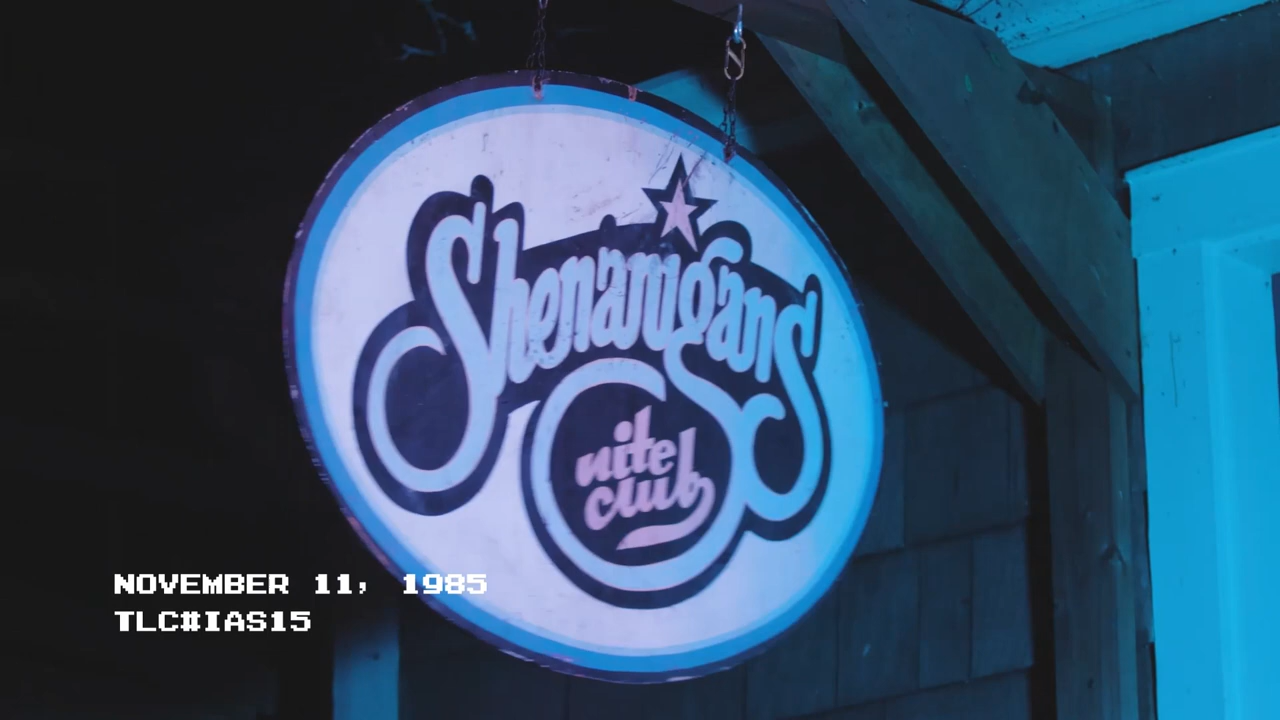 Shenanigans
nite
club
NOVEMBER 11, 1985
TLC#IAS15